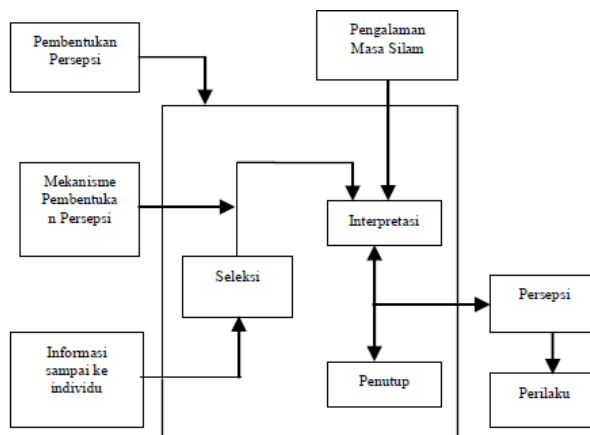 Pembentukan
Persepsi
Pengalaman
Masa Silam
Mekanisme
Pembentuka
n Persepsi
Interpretasi
Seleksi
Persepsi
Informasi
sampai ke
individu
Penutup
Perilaku